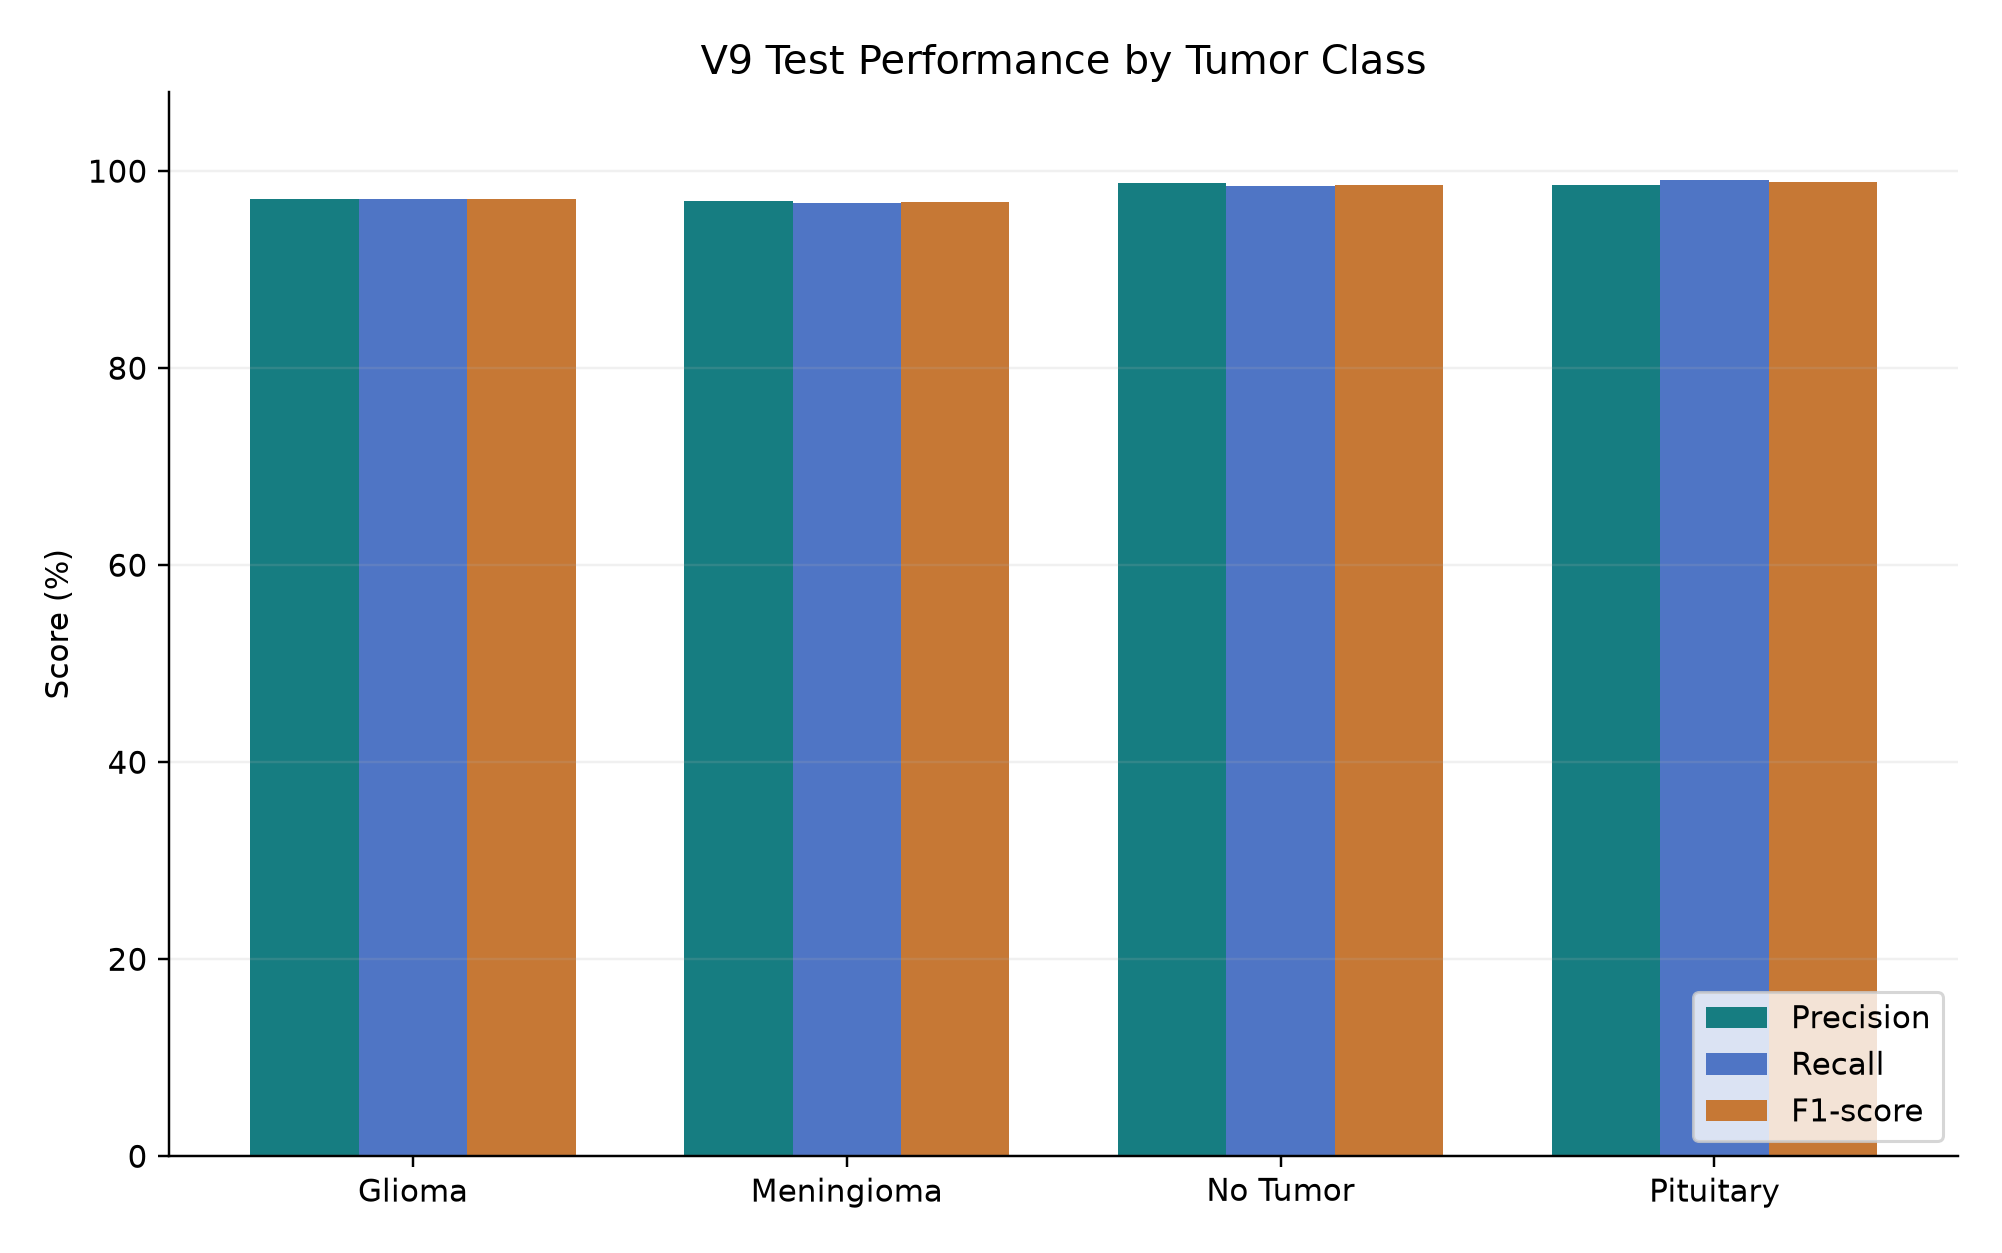 V9 Test Performance by Tumor Class
100
80
60
40
20
0
Score (%)
Glioma
Meningioma
No Tumor
Pituitary
Precision
Recall
F1-score